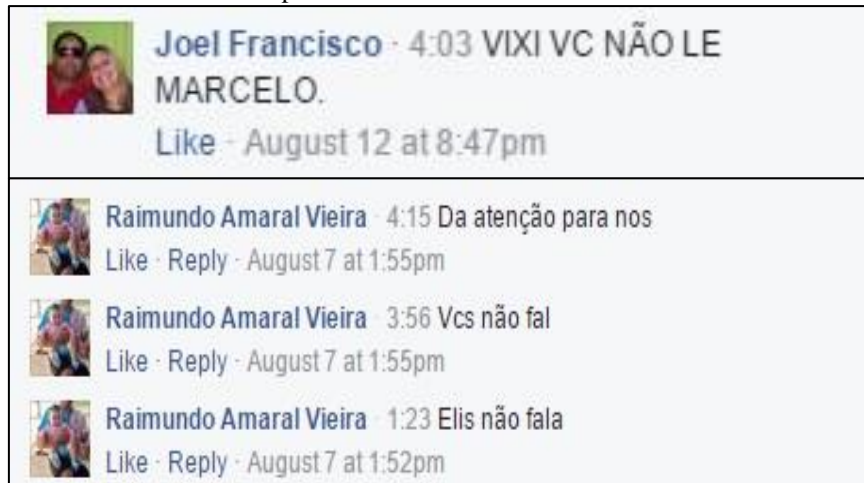 Joel Francisco · 4:03 VIXI VC NÃO LE
MARCELO.
Like · August 12 at 8:47pm
Raimundo Amaral Vieira · 4:15 Da atenção para nos
Like · Reply · August 7 at 1:55pm
Raimundo Amaral Vieira · 3:56 Vcs não fal
Like · Reply · August 7 at 1:55pm
Raimundo Amaral Vieira · 1:23 Elis não fala
Like · Reply · August 7 at 1:52pm